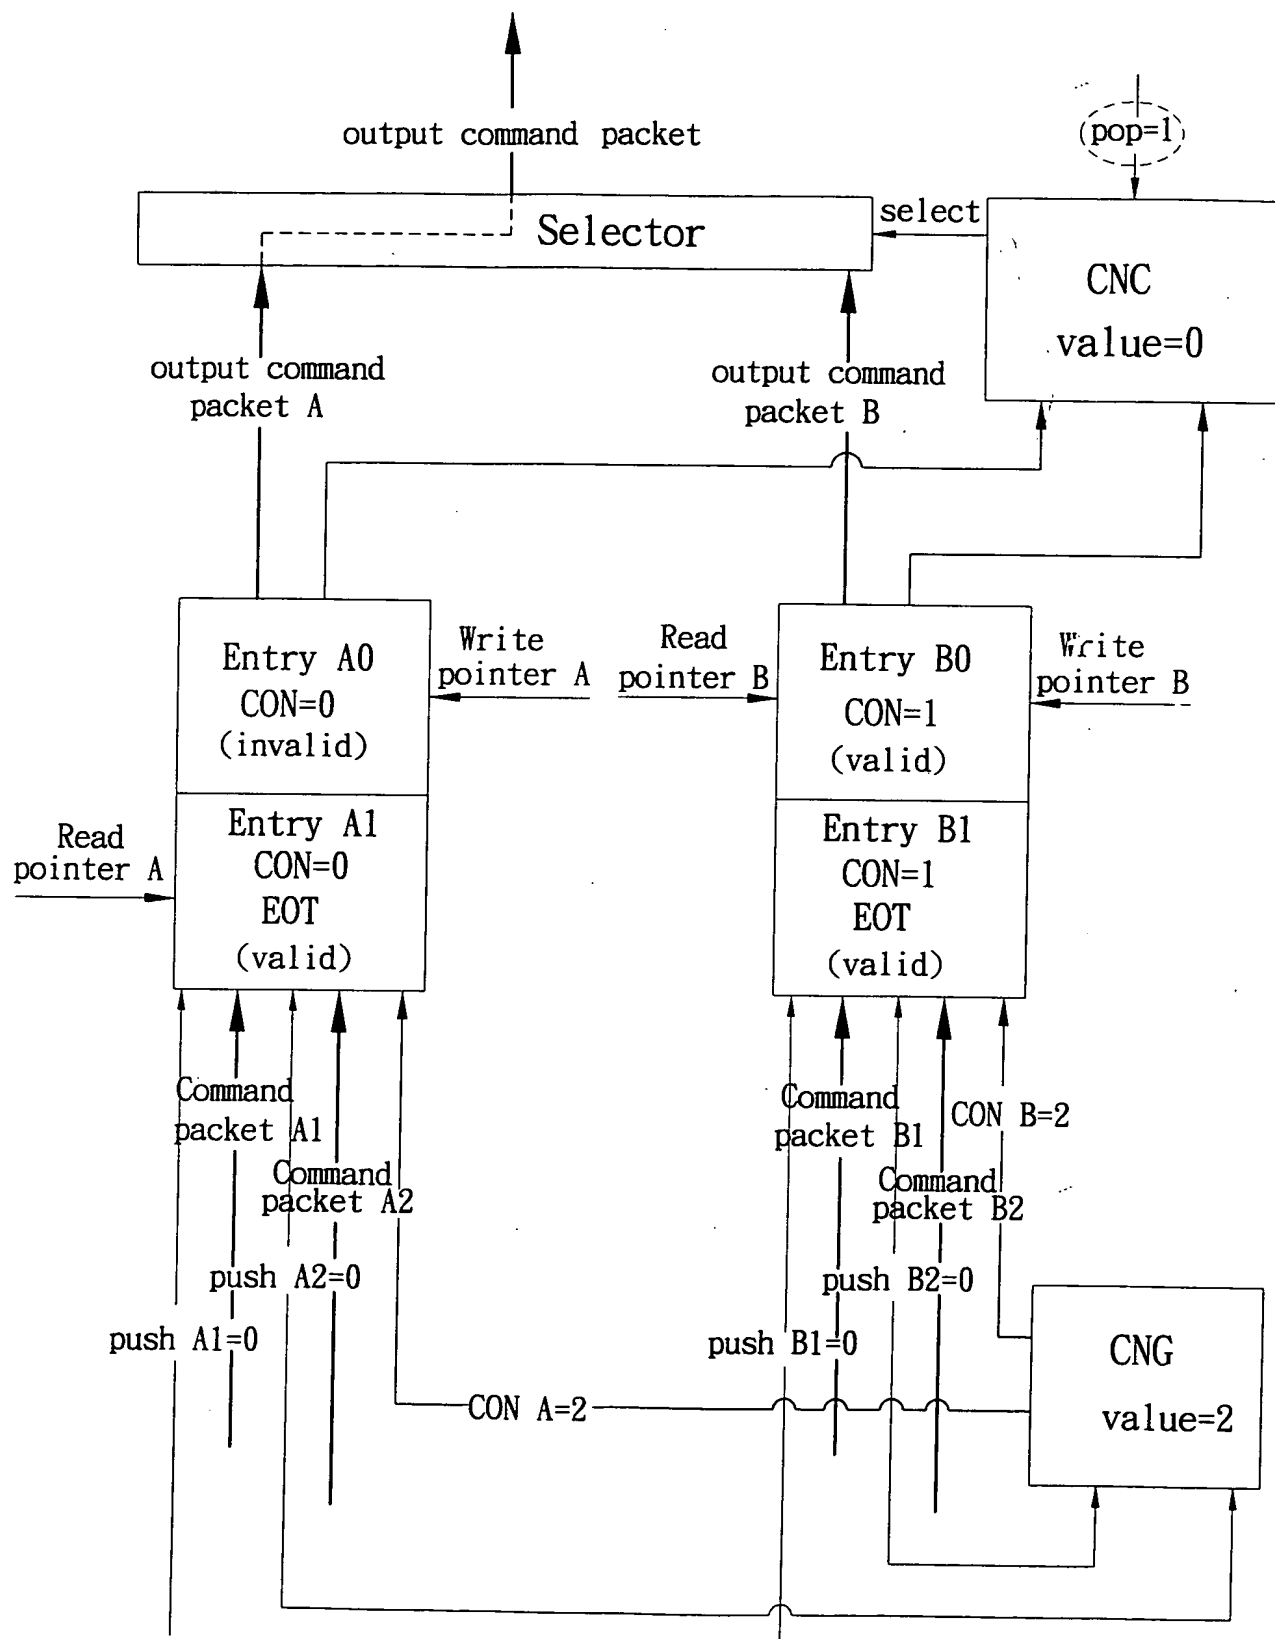 output command packet
pop=1
Selector
select
CNC
value=0
output command
packet A
output command
packet B
Entry A0
CON=0
(invalid)
Write
pointer A
Read
pointer B
Entry B0
CON=1
(valid)
Write
pointer B
Read
pointer A
Entry A1
CON=0
EOT
(valid)
Entry B1
CON=1
EOT
(valid)
Command
packet A1
Command
packet A2
push A2=0
push A1=0
Command
packet B1
CON B=2
Command
packet B2
push B2=0
push B1=0
CON A=2
CNG
value=2